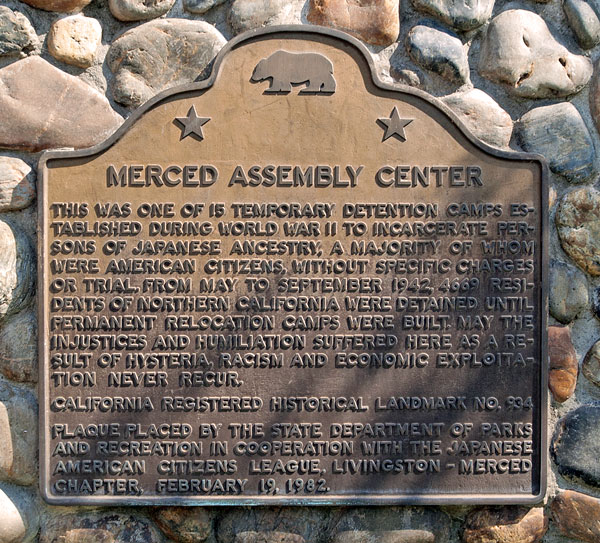 MERCED ASSEMBLY CENTER
THIS WAS ONE OF 15 TEMPORARY DETENTION CAMPS ES-
TABLISHED DURING WORLD WAR II TO INCARCERATE PER-
SONS OF JAPANESE ANCESTRY, A MAJORITY OF WHOM
WERE AMERICAN CITIZENS, WITHOUT SPECIFIC CHARGES
OR TRIAL. FROM MAY TO SEPTEMBER 1942, 4669 RESI-
DENTS OF NORTHERN CALIFORNIA WERE DETAINED UNTIL
PERMANENT RELOCATION CAMPS WERE BUILT. MAY THE
INJUSTICES AND HUMILIATION SUFFERED HERE AS A RE-
SULT OF HYSTERIA, RACISM AND ECONOMIC EXPLOITA-
TION NEVER RECUR.
CALIFORNIA REGISTERED HISTORICAL LANDMARK NO. 934
PLAQUE PLACED BY THE STATE DEPARTMENT OF PARKS
AND RECREATION IN COOPERATION WITH THE JAPANESE
AMERICAN CITIZENS LEAGUE, LIVINGSTON - MERCED
CHAPTER, FEBRUARY 19, 1982.